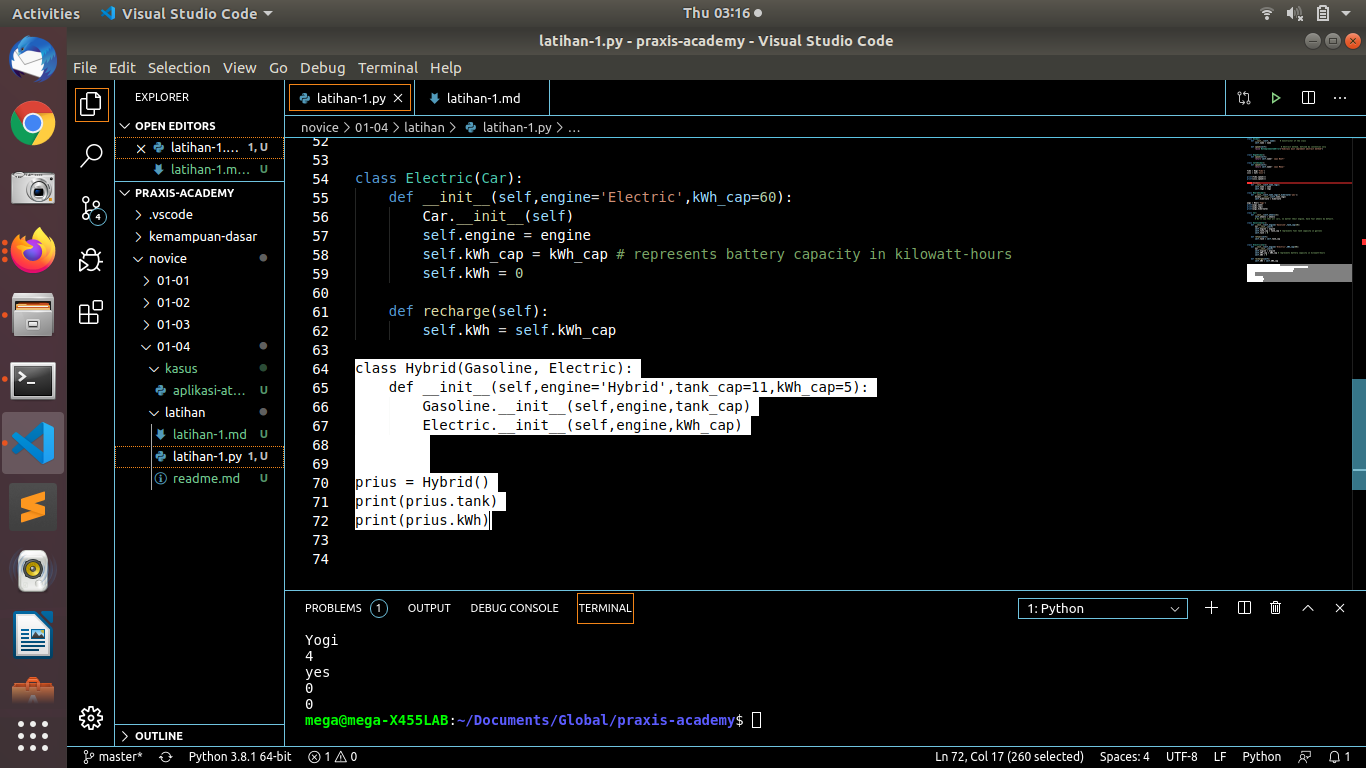 Activities Visual Studio Code Thu 03:16
latihan-1.py - praxis-academy - Visual Studio Code
File Edit Selection View Go Debug Terminal Help
EXPLORER
OPEN EDITORS
latihan-1.... 1, U
latihan-1.m... U
PRAXIS-ACADEMY
.vscode
kemampuan-dasar
novice
01-01
01-02
01-03
01-04
kasus
aplikasi-at... U
latihan
latihan-1.md U
latihan-1.py 1, U
readme.md U
OUTLINE
4
latihan-1.py latihan-1.md
novice > 01-04 > latihan > latihan-1.py > ...
52
53
54 class Electric(Car):
55     def __init__(self,engine='Electric',kWh_cap=60):
56         Car.__init__(self)
57         self.engine = engine
58         self.kWh_cap = kWh_cap # represents battery capacity in kilowatt-hours
59         self.kWh = 0
60
61     def recharge(self):
62         self.kWh = self.kWh_cap
63
64 class Hybrid(Gasoline, Electric):
65     def __init__(self,engine='Hybrid',tank_cap=11,kWh_cap=5):
66         Gasoline.__init__(self,engine,tank_cap)
67         Electric.__init__(self,engine,kWh_cap)
68
69
70 prius = Hybrid()
71 print(prius.tank)
72 print(prius.kWh)
73
74
PROBLEMS 1 OUTPUT DEBUG CONSOLE TERMINAL 1: Python
Yogi
4
yes
0
0
mega@mega-X455LAB:~/Documents/Global/praxis-academy$
master* Python 3.8.1 64-bit 1 0 Ln 72, Col 17 (260 selected) Spaces: 4 UTF-8 LF Python 1